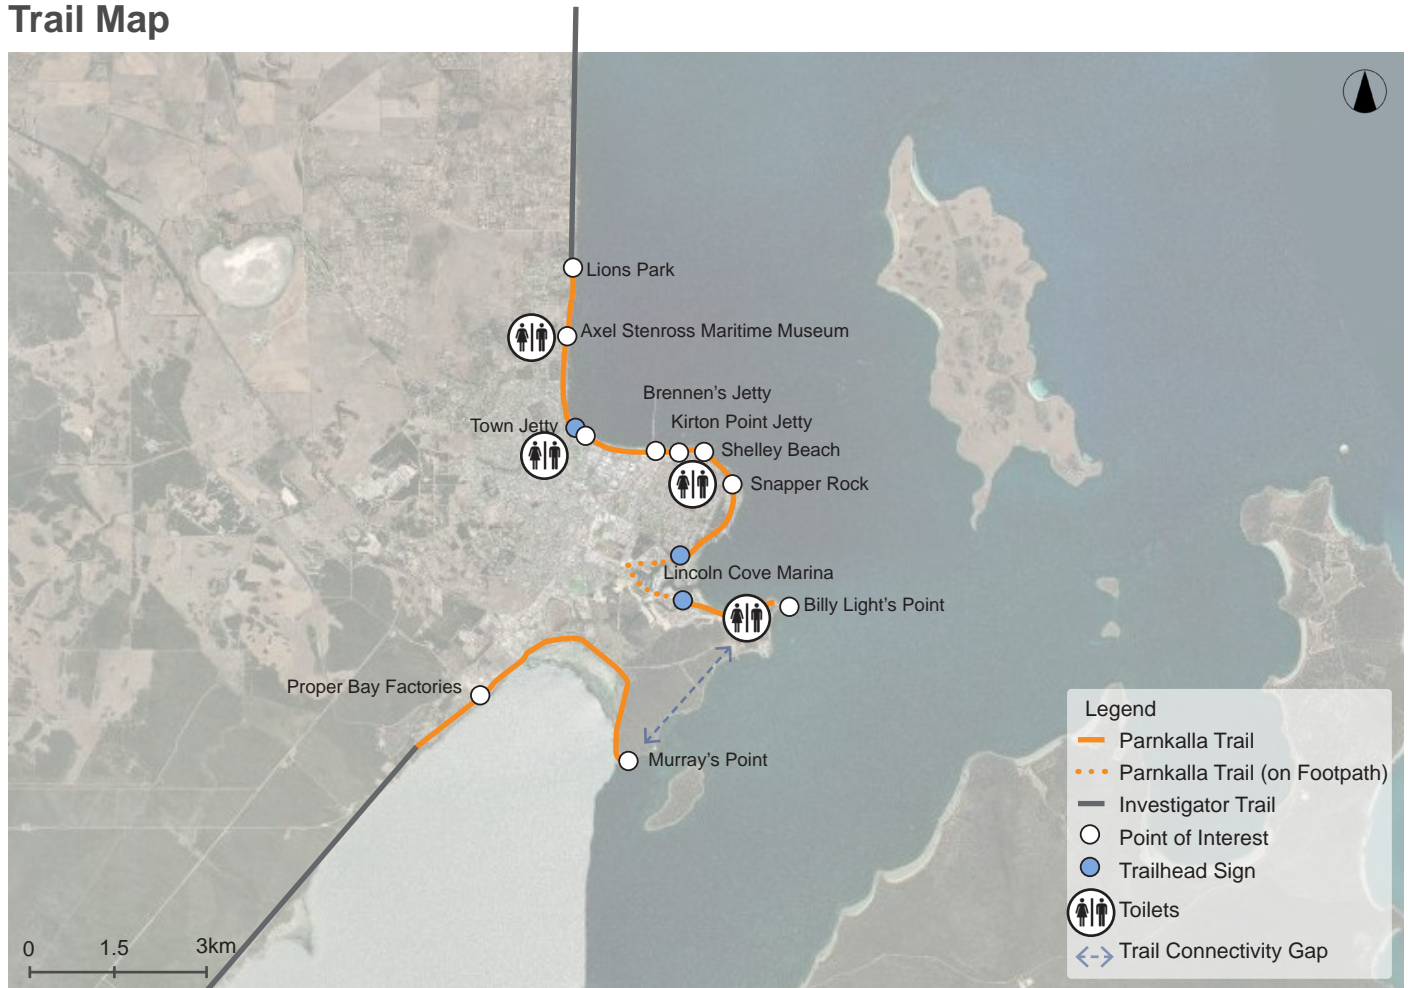 Trail Map
Lions Park
Axel Stenross Maritime Museum
Brennen's Jetty
Town Jetty
Kirton Point Jetty
Shelley Beach
Snapper Rock
Lincoln Cove Marina
Billy Light's Point
Proper Bay Factories
Murray's Point
Legend
Parnkalla Trail
Parnkalla Trail (on Footpath)
Investigator Trail
Point of Interest
Trailhead Sign
Toilets
Trail Connectivity Gap
0 1.5 3km